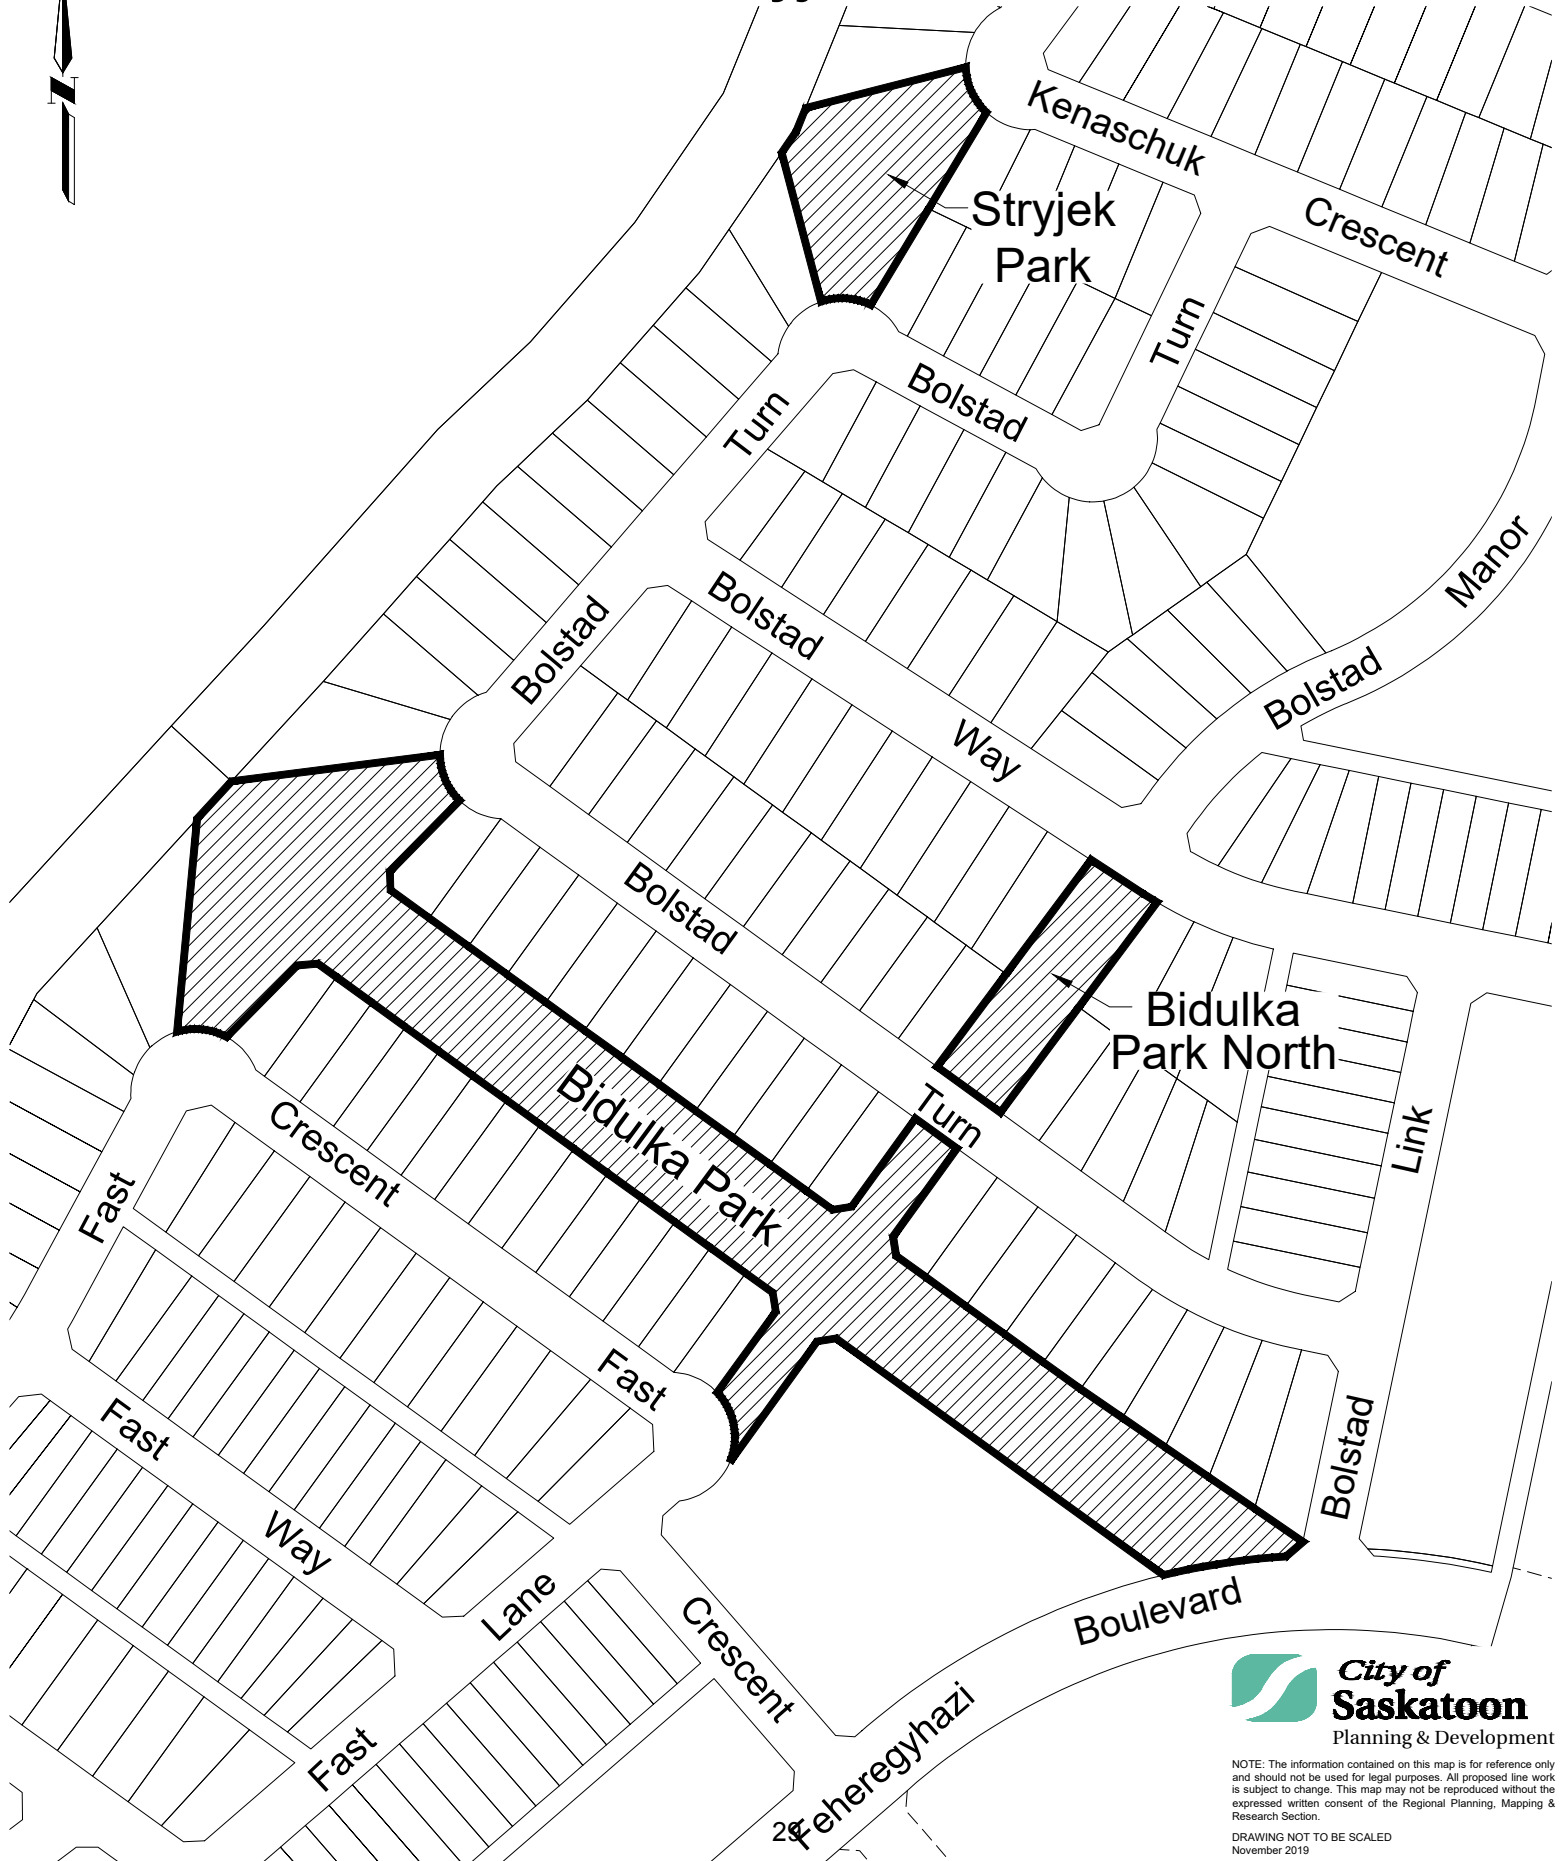 N
Kenaschuk
Crescent
Stryjek
Park
Turn
Bolstad
Turn
Manor
Bolstad
Bolstad
Bolstad
Way
Bolstad
Bidulka
Park North
Turn
Bidulka Park
Link
Crescent
Fast
Fast
Bolstad
Fast
Way
Lane
Crescent
Fast
Boulevard
Feheregyhazi
29
City of
Saskatoon
Planning & Development
NOTE: The information contained on this map is for reference only
and should not be used for legal purposes. All proposed line work
is subject to change. This map may not be reproduced without the
expressed written consent of the Regional Planning, Mapping &
Research Section.
DRAWING NOT TO BE SCALED
November 2019